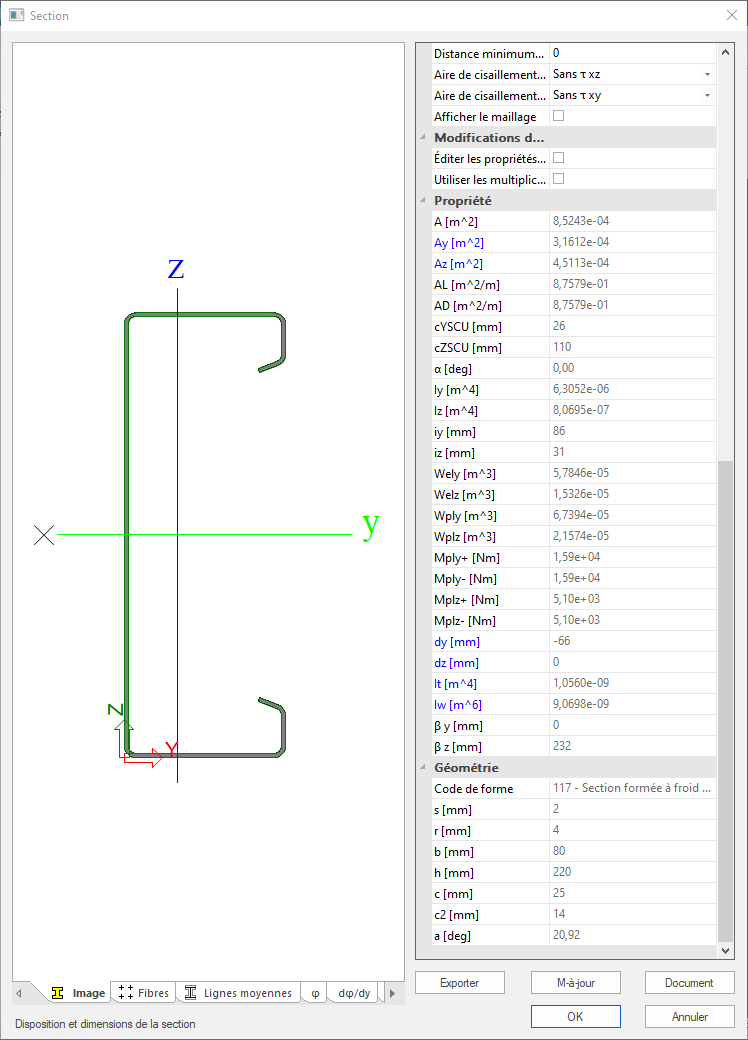 Section
Distance minimum... 0
Aire de cisaillement... Sans τ xz
Aire de cisaillement... Sans τ xy
Afficher le maillage
Modifications d...
Éditer les propriétés...
Utiliser les multiplic...
Propriété
A [m^2] 8,5243e-04
Ay [m^2] 3,1612e-04
Az [m^2] 4,5113e-04
AL [m^2/m] 8,7579e-01
AD [m^2/m] 8,7579e-01
cYSCU [mm] 26
cZSCU [mm] 110
α [deg] 0,00
Iy [m^4] 6,3052e-06
Iz [m^4] 8,0695e-07
iy [mm] 86
iz [mm] 31
Wely [m^3] 5,7846e-05
Welz [m^3] 1,5326e-05
Wply [m^3] 6,7394e-05
Wplz [m^3] 2,1574e-05
Mply+ [Nm] 1,59e+04
Mply- [Nm] 1,59e+04
Mplz+ [Nm] 5,10e+03
Mplz- [Nm] 5,10e+03
dy [mm] -66
dz [mm] 0
It [m^4] 1,0560e-09
Iw [m^6] 9,0698e-09
β y [mm] 0
β z [mm] 232
Géométrie
Code de forme 117 - Section formée à froid ...
s [mm] 2
r [mm] 4
b [mm] 80
h [mm] 220
c [mm] 25
c2 [mm] 14
a [deg] 20,92
Z
y
Z
Y
Image Fibres Lignes moyennes φ dφ/dy
Exporter M-à-jour Document
Disposition et dimensions de la section
OK Annuler